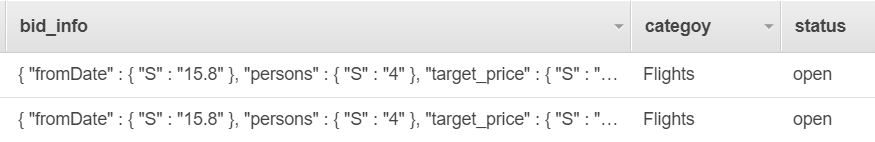 bid_info categoy status
{ "fromDate" : { "S" : "15.8" }, "persons" : { "S" : "4" }, "target_price" : { "S" : "… Flights open
{ "fromDate" : { "S" : "15.8" }, "persons" : { "S" : "4" }, "target_price" : { "S" : "… Flights open